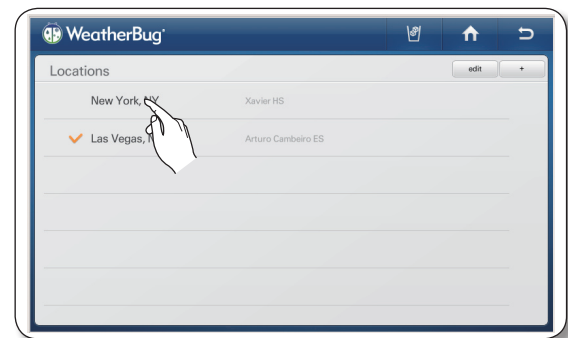 WeatherBug®
Locations
edit +
New York, NY Xavier HS
Las Vegas, Arturo Cambeiro ES